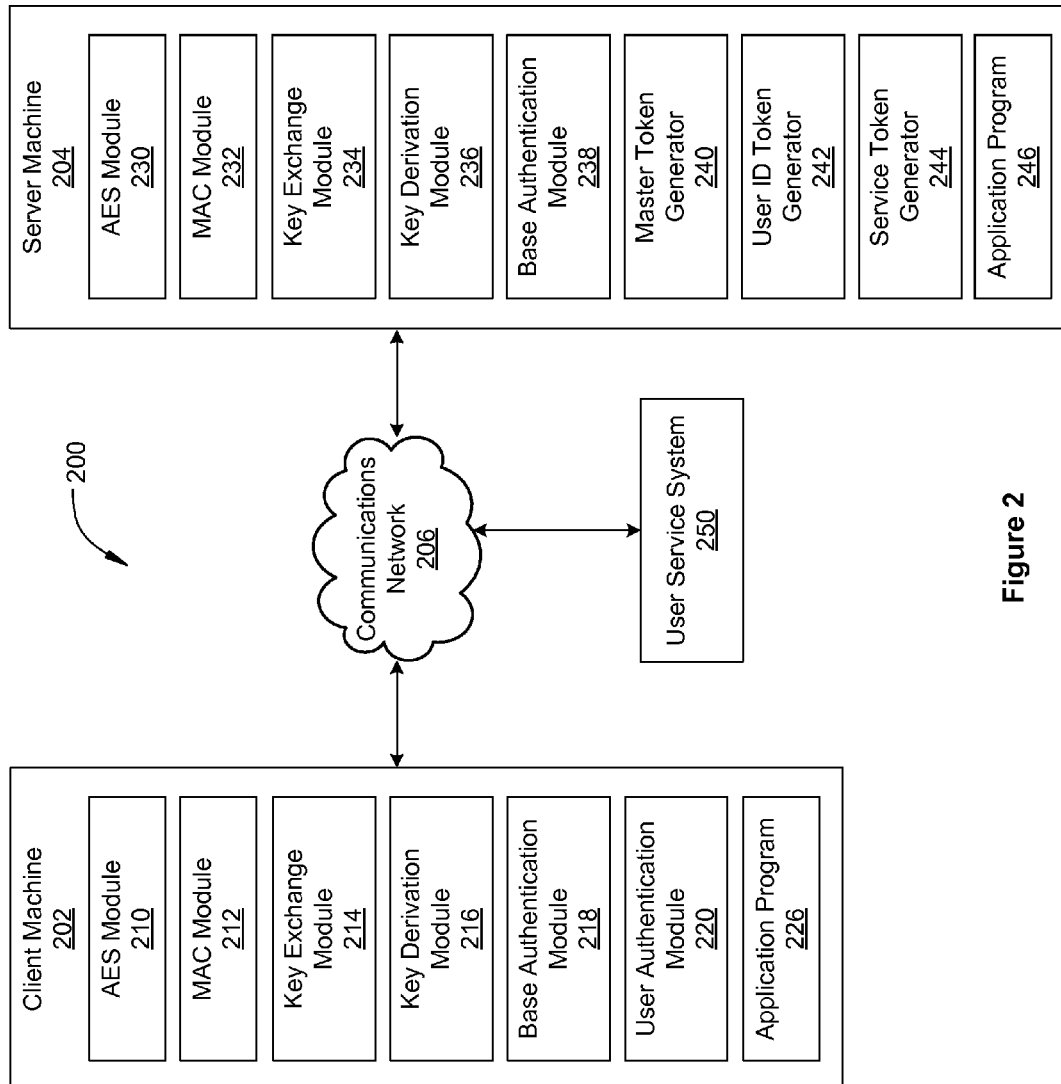 200
Client Machine
202
AES Module
210
MAC Module
212
Key Exchange
Module
214
Key Derivation
Module
216
Base Authentication
Module
218
User Authentication
Module
220
Application Program
226
Communications
Network
206
User Service System
250
Server Machine
204
AES Module
230
MAC Module
232
Key Exchange
Module
234
Key Derivation
Module
236
Base Authentication
Module
238
Master Token
Generator
240
User ID Token
Generator
242
Service Token
Generator
244
Application Program
246
Figure 2